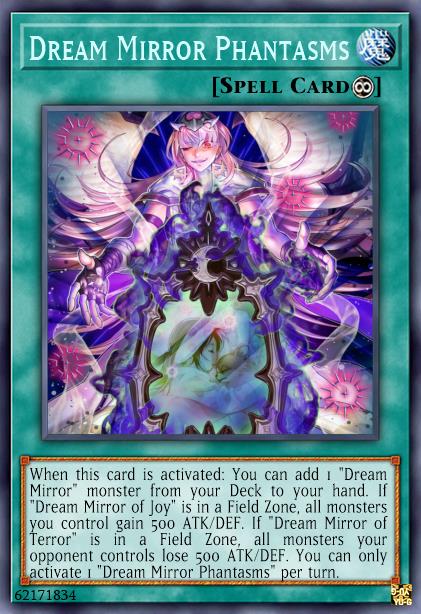 DREAM MIRROR PHANTASMS 魔
[SPELL CARD]
When this card is activated: You can add 1 "Dream
Mirror" monster from your Deck to your hand. If
"Dream Mirror of Joy" is in a Field Zone, all monsters
you control gain 500 ATK/DEF. If "Dream Mirror of
Terror" is in a Field Zone, all monsters your
opponent controls lose 500 ATK/DEF. You can only
activate 1 "Dream Mirror Phantasms" per turn.
62171834